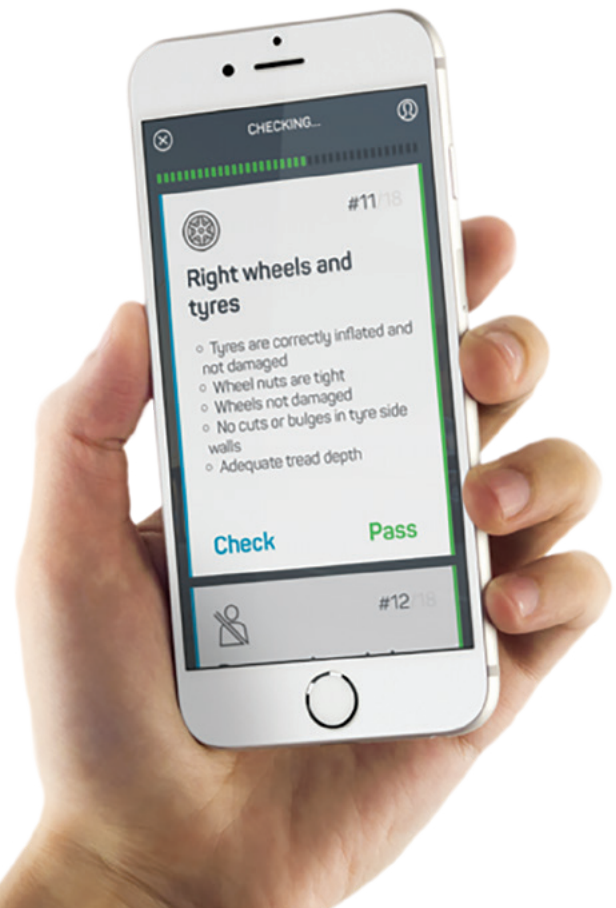 CHECKING...
#11/18
Right wheels and
tyres
○ Tyres are correctly inflated and
not damaged
○ Wheel nuts are tight
○ Wheels not damaged
○ No cuts or bulges in tyre side
walls
○ Adequate tread depth
Check
Pass
#12/18